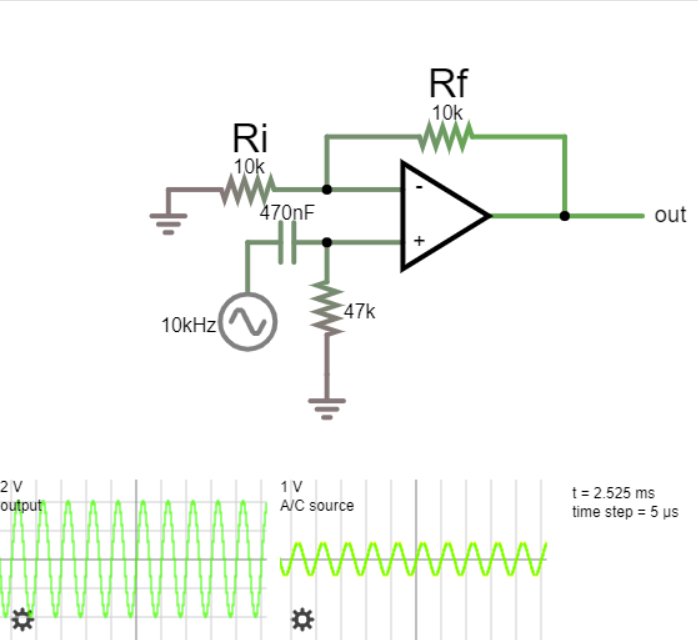 Rf
10k
Ri
10k
470nF
-
+
out
10kHz
47k
2 V
output
1 V
A/C source
t = 2.525 ms
time step = 5 µs